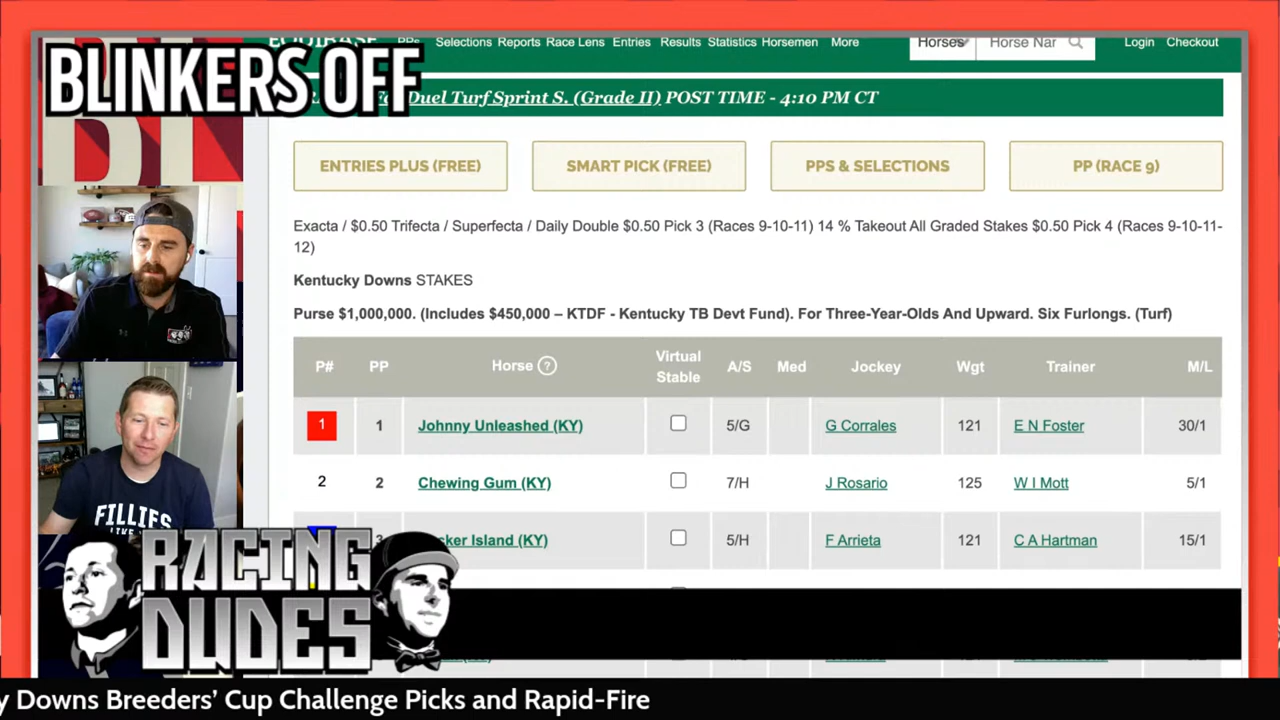 EQUIBASE PPs Selections Reports Race Lens Entries Results Statistics Horsemen More Horses Horse Nar Login Checkout
BLINKERS OFF
Duel Turf Sprint S. (Grade II) POST TIME - 4:10 PM CT
ENTRIES PLUS (FREE) SMART PICK (FREE) PPS & SELECTIONS PP (RACE 9)
Exacta / $0.50 Trifecta / Superfecta / Daily Double $0.50 Pick 3 (Races 9-10-11) 14 % Takeout All Graded Stakes $0.50 Pick 4 (Races 9-10-11-
12)
Kentucky Downs STAKES
Purse $1,000,000. (Includes $450,000 – KTDF - Kentucky TB Devt Fund). For Three-Year-Olds And Upward. Six Furlongs. (Turf)
P# PP Horse ? Virtual Stable A/S Med Jockey Wgt Trainer M/L
1 1 Johnny Unleashed (KY) 5/G G Corrales 121 E N Foster 30/1
2 2 Chewing Gum (KY) 7/H J Rosario 125 W I Mott 5/1
3 cker Island (KY) 5/H F Arrieta 121 C A Hartman 15/1
FILLIES
RACING
DUDES
y Downs Breeders' Cup Challenge Picks and Rapid-Fire